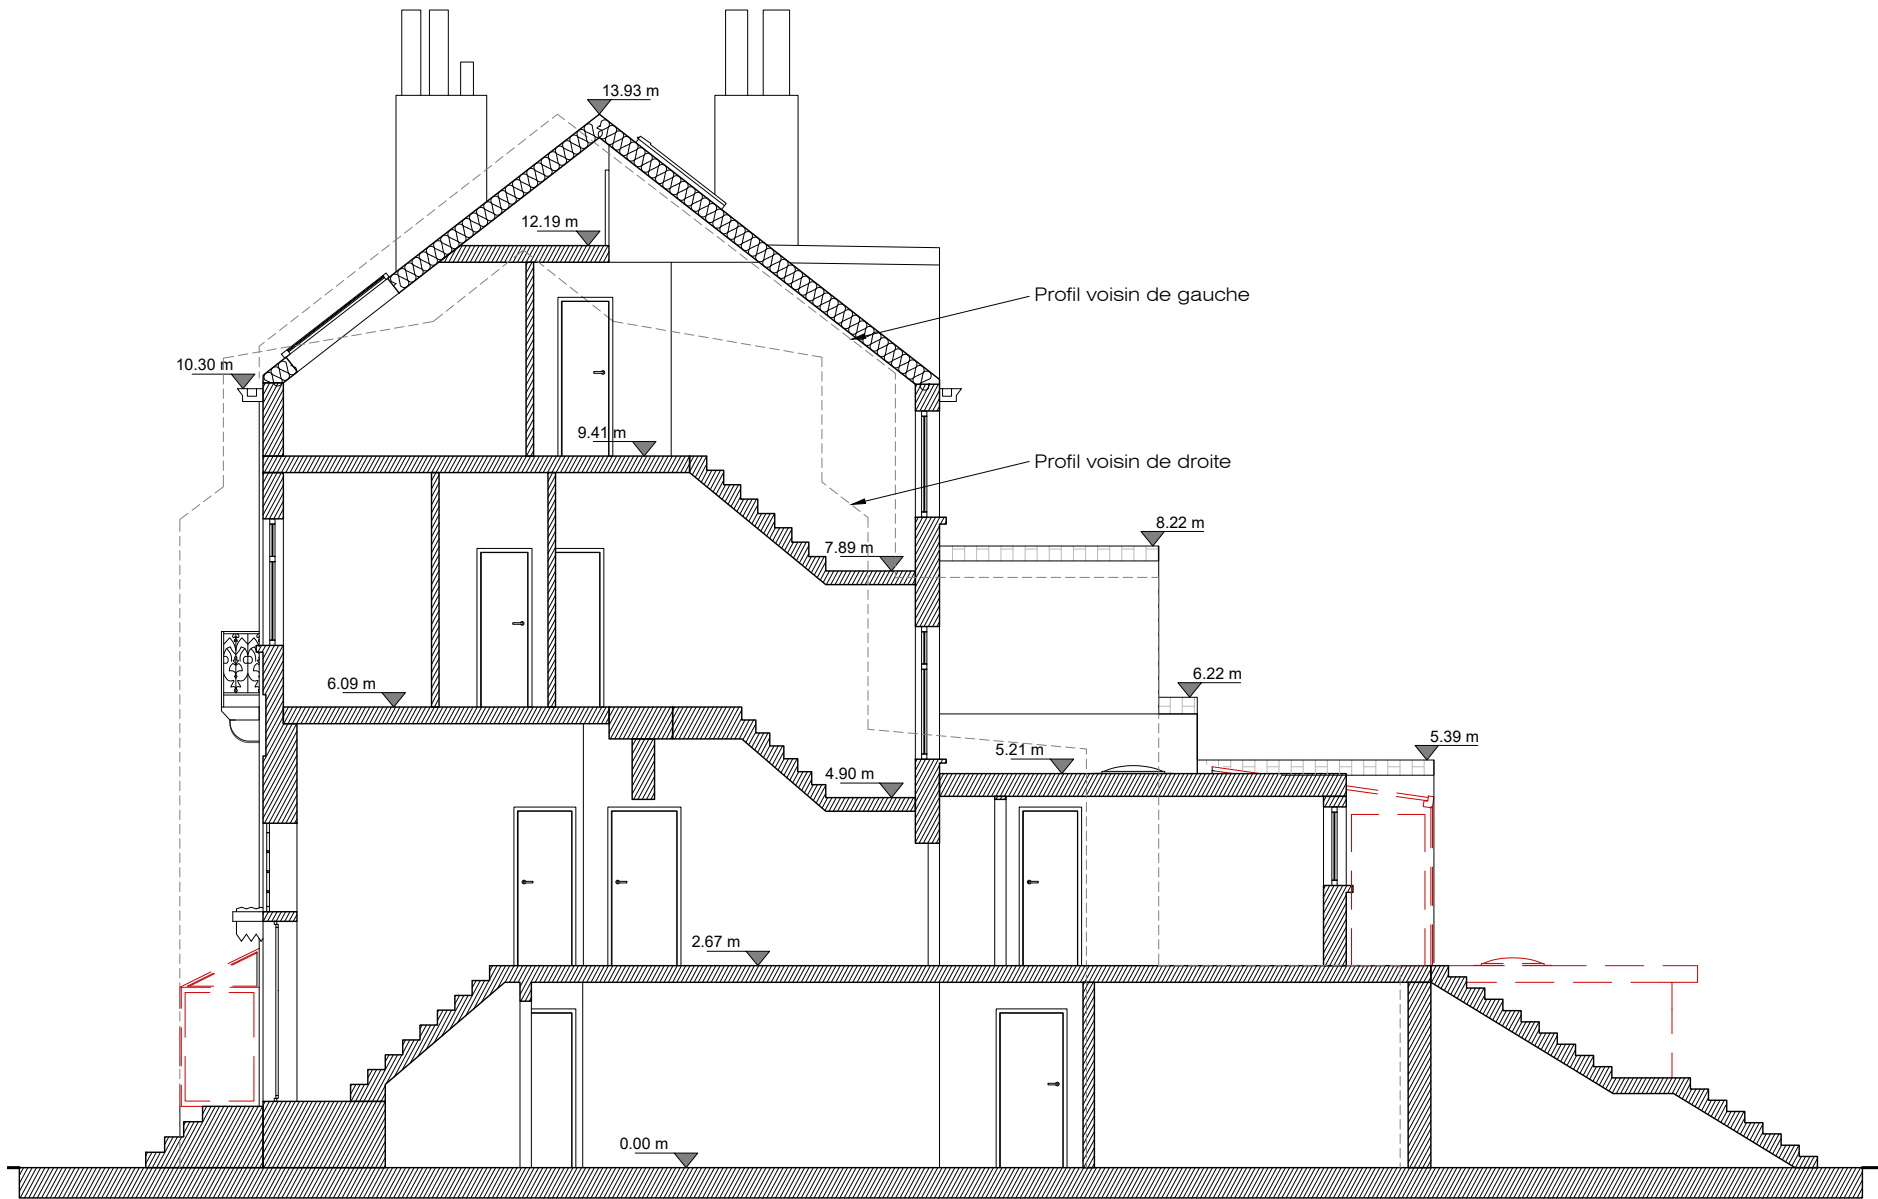 13.93 m
12.19 m
Profil voisin de gauche
10.30 m
9.41 m
Profil voisin de droite
8.22 m
7.89 m
6.22 m
6.09 m
5.39 m
5.21 m
4.90 m
2.67 m
0.00 m